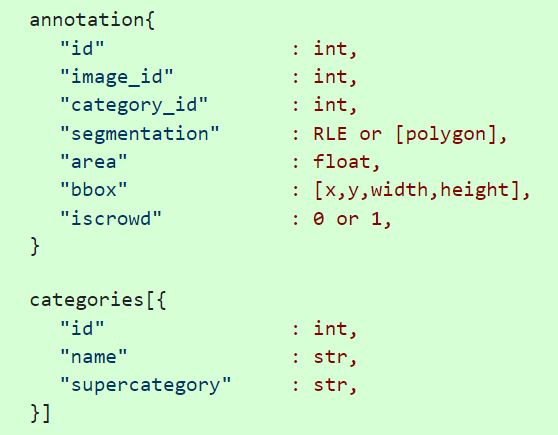 annotation{
"id" : int,
"image_id" : int,
"category_id" : int,
"segmentation" : RLE or [polygon],
"area" : float,
"bbox" : [x,y,width,height],
"iscrowd" : 0 or 1,
}
categories[{
"id" : int,
"name" : str,
"supercategory" : str,
}]